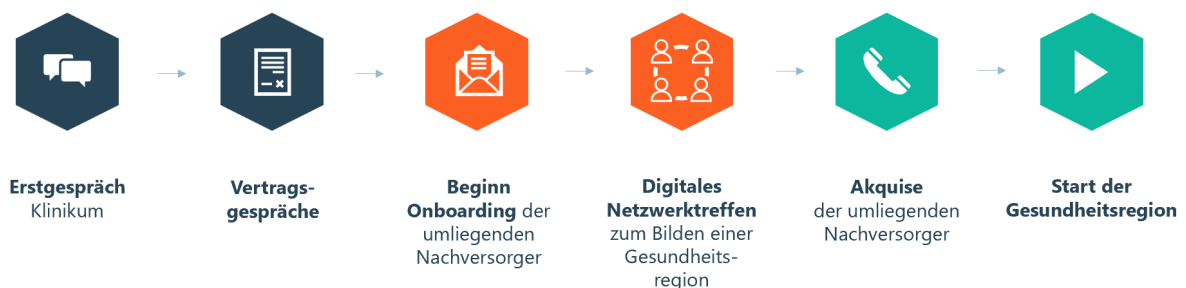 Erstgespräch
Klinikum
Vertrags-
gespräche
Beginn
Onboarding der
umliegenden
Nachversorger
Digitales
Netzwerktreffen
zum Bilden einer
Gesundheits-
region
Akquise
der umliegenden
Nachversorger
Start der
Gesundheitsregion